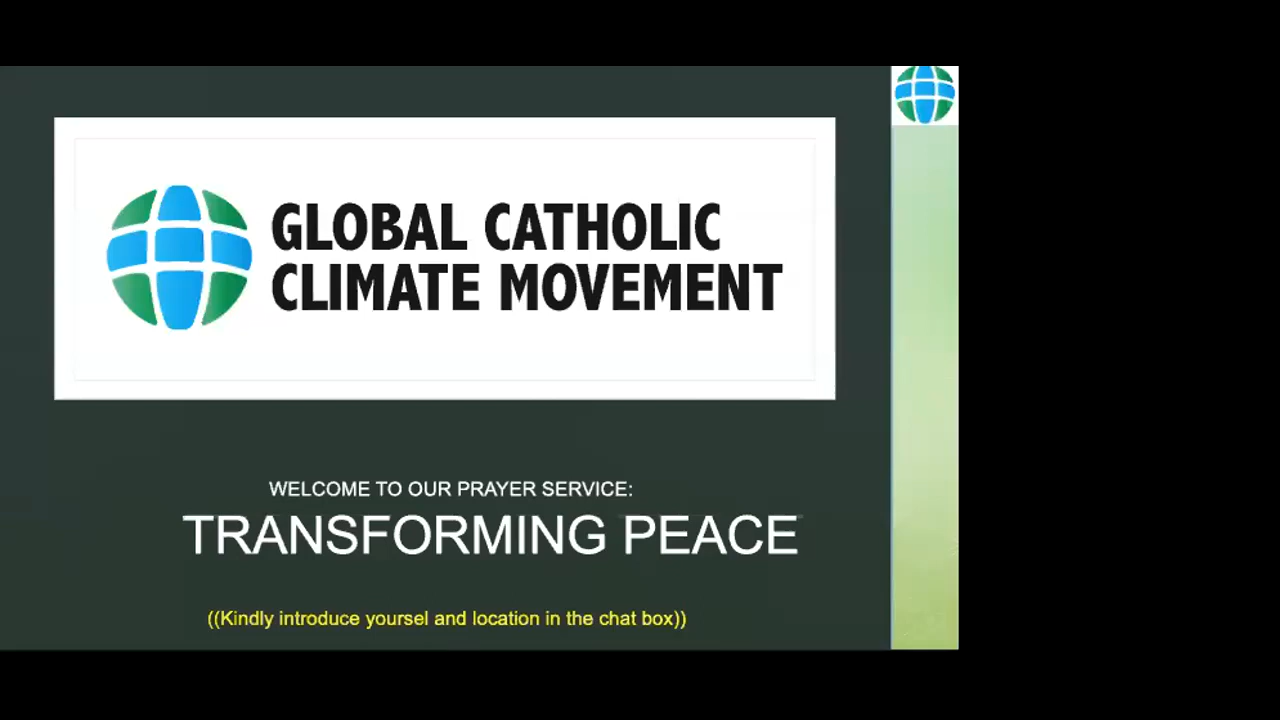 GLOBAL CATHOLIC
CLIMATE MOVEMENT
WELCOME TO OUR PRAYER SERVICE:
TRANSFORMING PEACE
((Kindly introduce yoursel and location in the chat box))